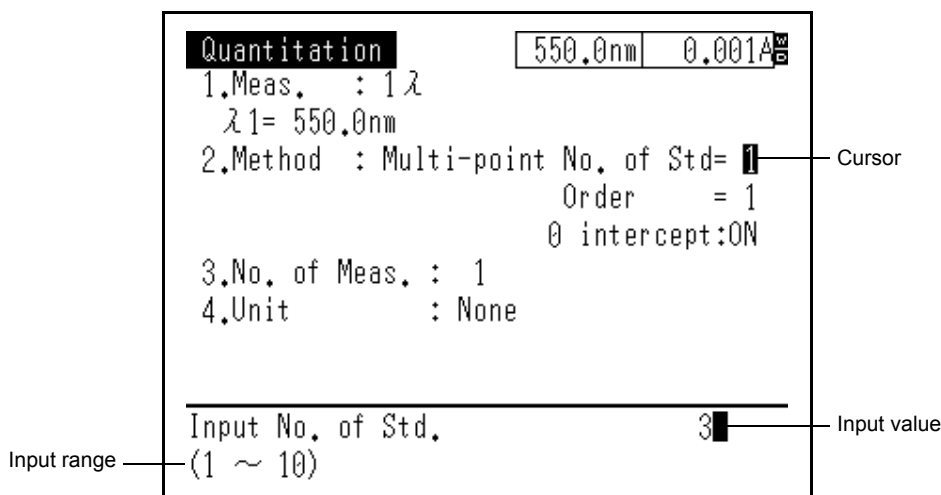 Quantitation 550.0nm 0.001A W D
1.Meas. : 1λ
λ1= 550.0nm
2.Method : Multi-point No. of Std= 1 Cursor
Order = 1
0 intercept:ON
3.No. of Meas. : 1
4.Unit : None
Input No. of Std. 3 Input value
Input range (1 ~ 10)